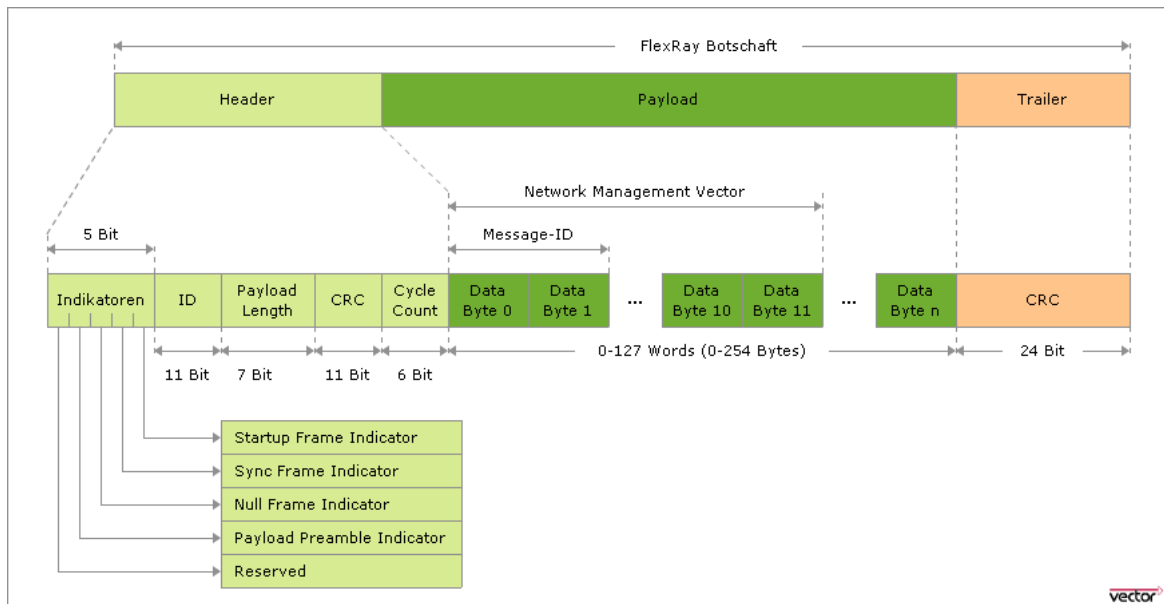 FlexRay Botschaft
Header
Payload
Trailer
Network Management Vector
5 Bit
Message-ID
Indikatoren
ID
Payload
Length
CRC
Cycle
Count
Data
Byte 0
Data
Byte 1
...
Data
Byte 10
Data
Byte 11
...
Data
Byte n
CRC
11 Bit
7 Bit
11 Bit
6 Bit
0-127 Words (0-254 Bytes)
24 Bit
Startup Frame Indicator
Sync Frame Indicator
Null Frame Indicator
Payload Preamble Indicator
Reserved
vector